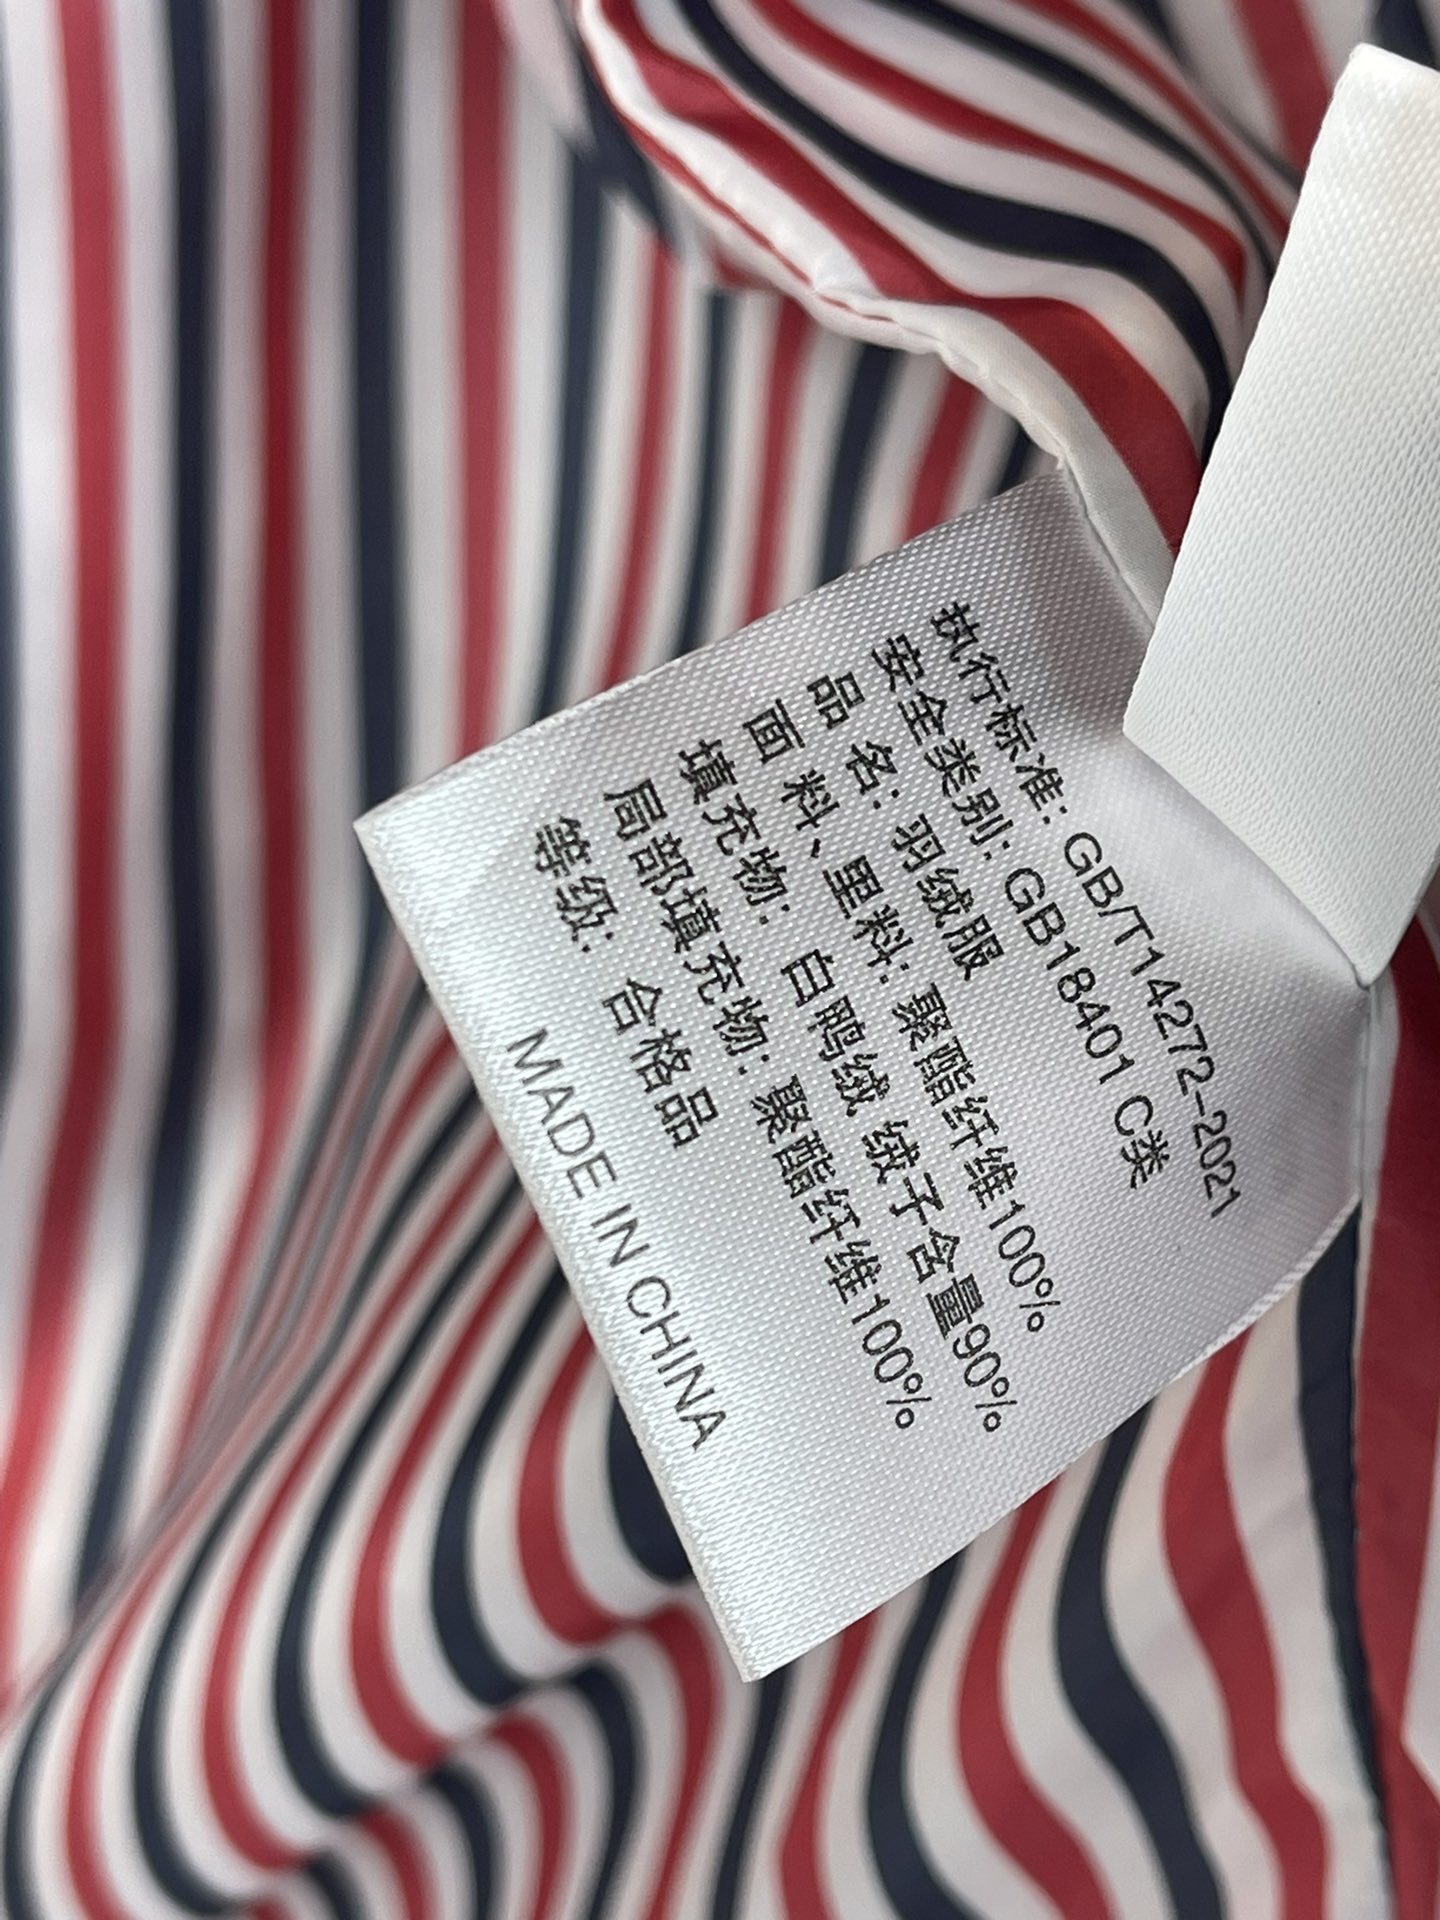 执行标准: GB/T14272-2021
安全类别: GB18401 C类
品 名: 羽绒服
面 料、里料: 聚酯纤维100%
填充物: 白鸭绒 绒子含量90%
局部填充物: 聚酯纤维100%
等级: 合格品
MADE IN CHINA